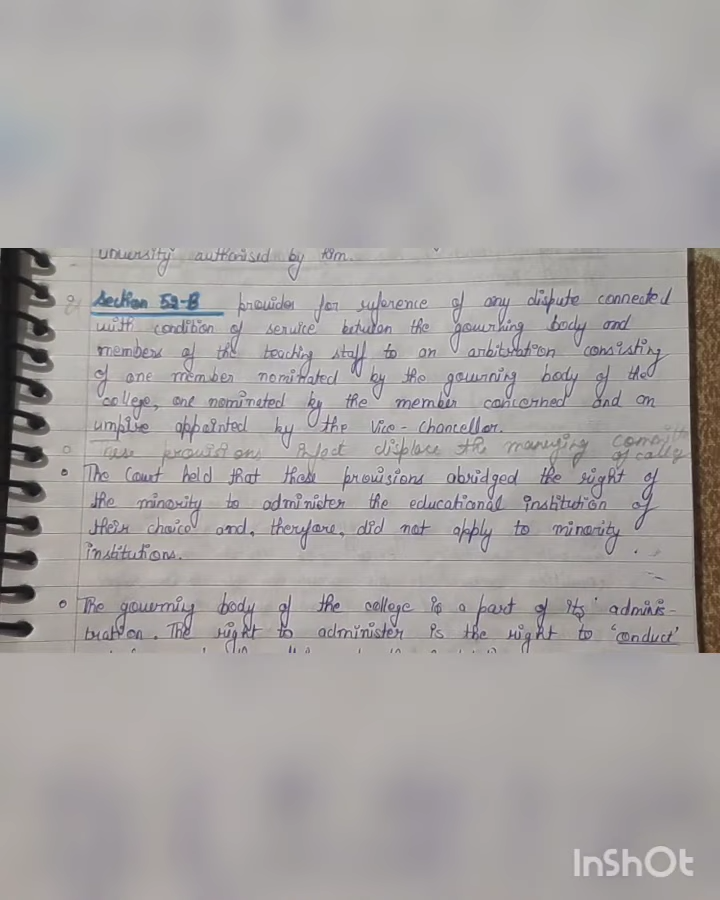 university authorised by him.
Section 52-B provides for reference of any dispute connected
with condition of service between the governing body and
members of the teaching staff to an arbitration consisting
of one member nominated by the governing body of the
college, one nominated by the member concerned and an
umpire appointed by the Vice-chancellor.
provisions displace the managing
of college
The Court held that these provisions abridged the right of
the minority to administer the educational institution of
their choice and, therefore, did not apply to minority
institutions.
The governing body of the college is a part of its adminis-
tration. The right to administer is the right to 'conduct'
InShOt